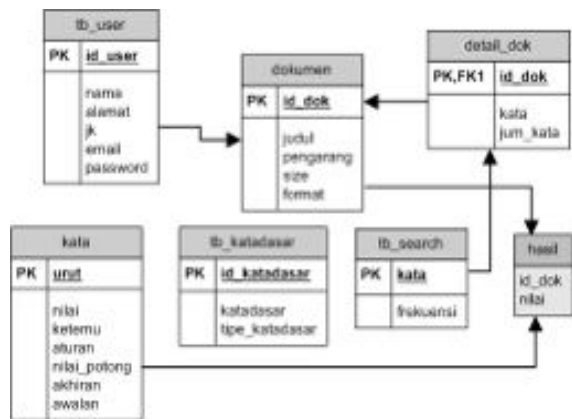 tb_user
PK id_user
nama
alamat
jk
email
password
dokumen
PK id_dok
judul
pengarang
size
format
detail_dok
PK,FK1 id_dok
kata
jum_kata
kata
PK urut
nilai
ketemu
aturan
nilai_potong
akhiran
awalan
tb_katadasar
PK id_katadasar
katadasar
tipe_katadasar
tb_search
PK kata
frekuensi
hasil
id_dok
nilai